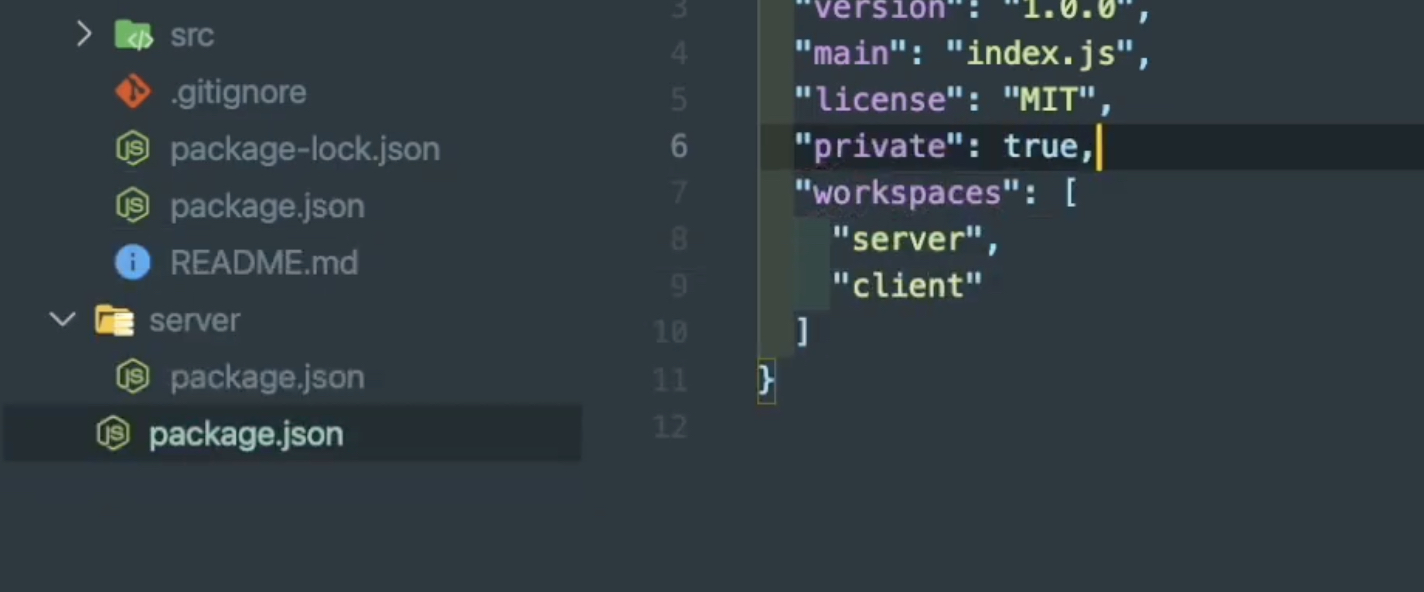 src
.gitignore
package-lock.json
package.json
README.md
server
package.json
package.json
3 "version": "1.0.0",
4 "main": "index.js",
5 "license": "MIT",
6 "private": true,
7 "workspaces": [
8 "server",
9 "client"
10 ]
11 }
12